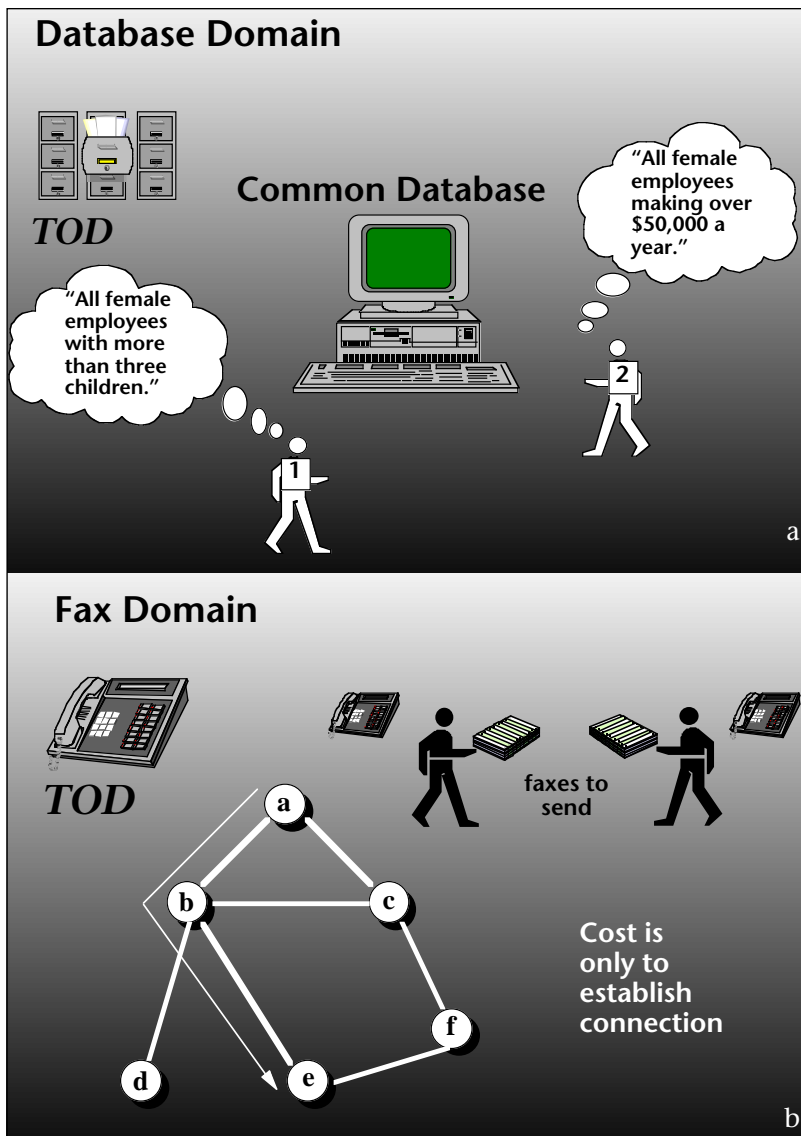 Database Domain
TOD
Common Database
“All female
employees
making over
$50,000 a
year.”
“All female
employees
with more
than three
children.”
2
1
a
Fax Domain
TOD
faxes to
send
a
b
c
Cost is
only to
establish
connection
f
d
e
b